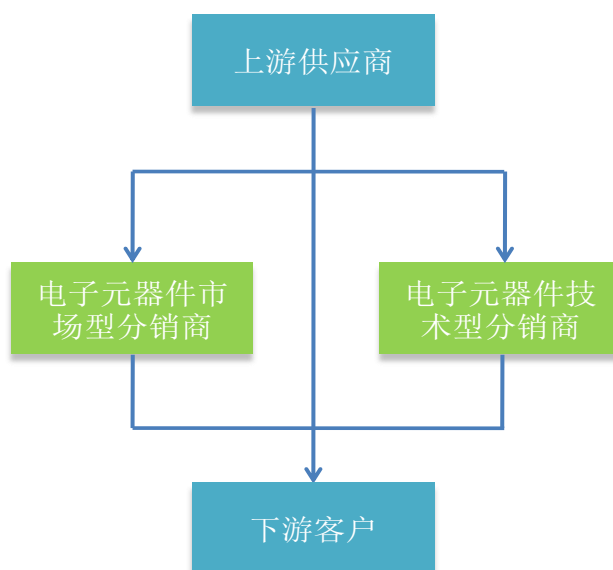 上游供应商
电子元器件市
场型分销商
电子元器件技
术型分销商
下游客户